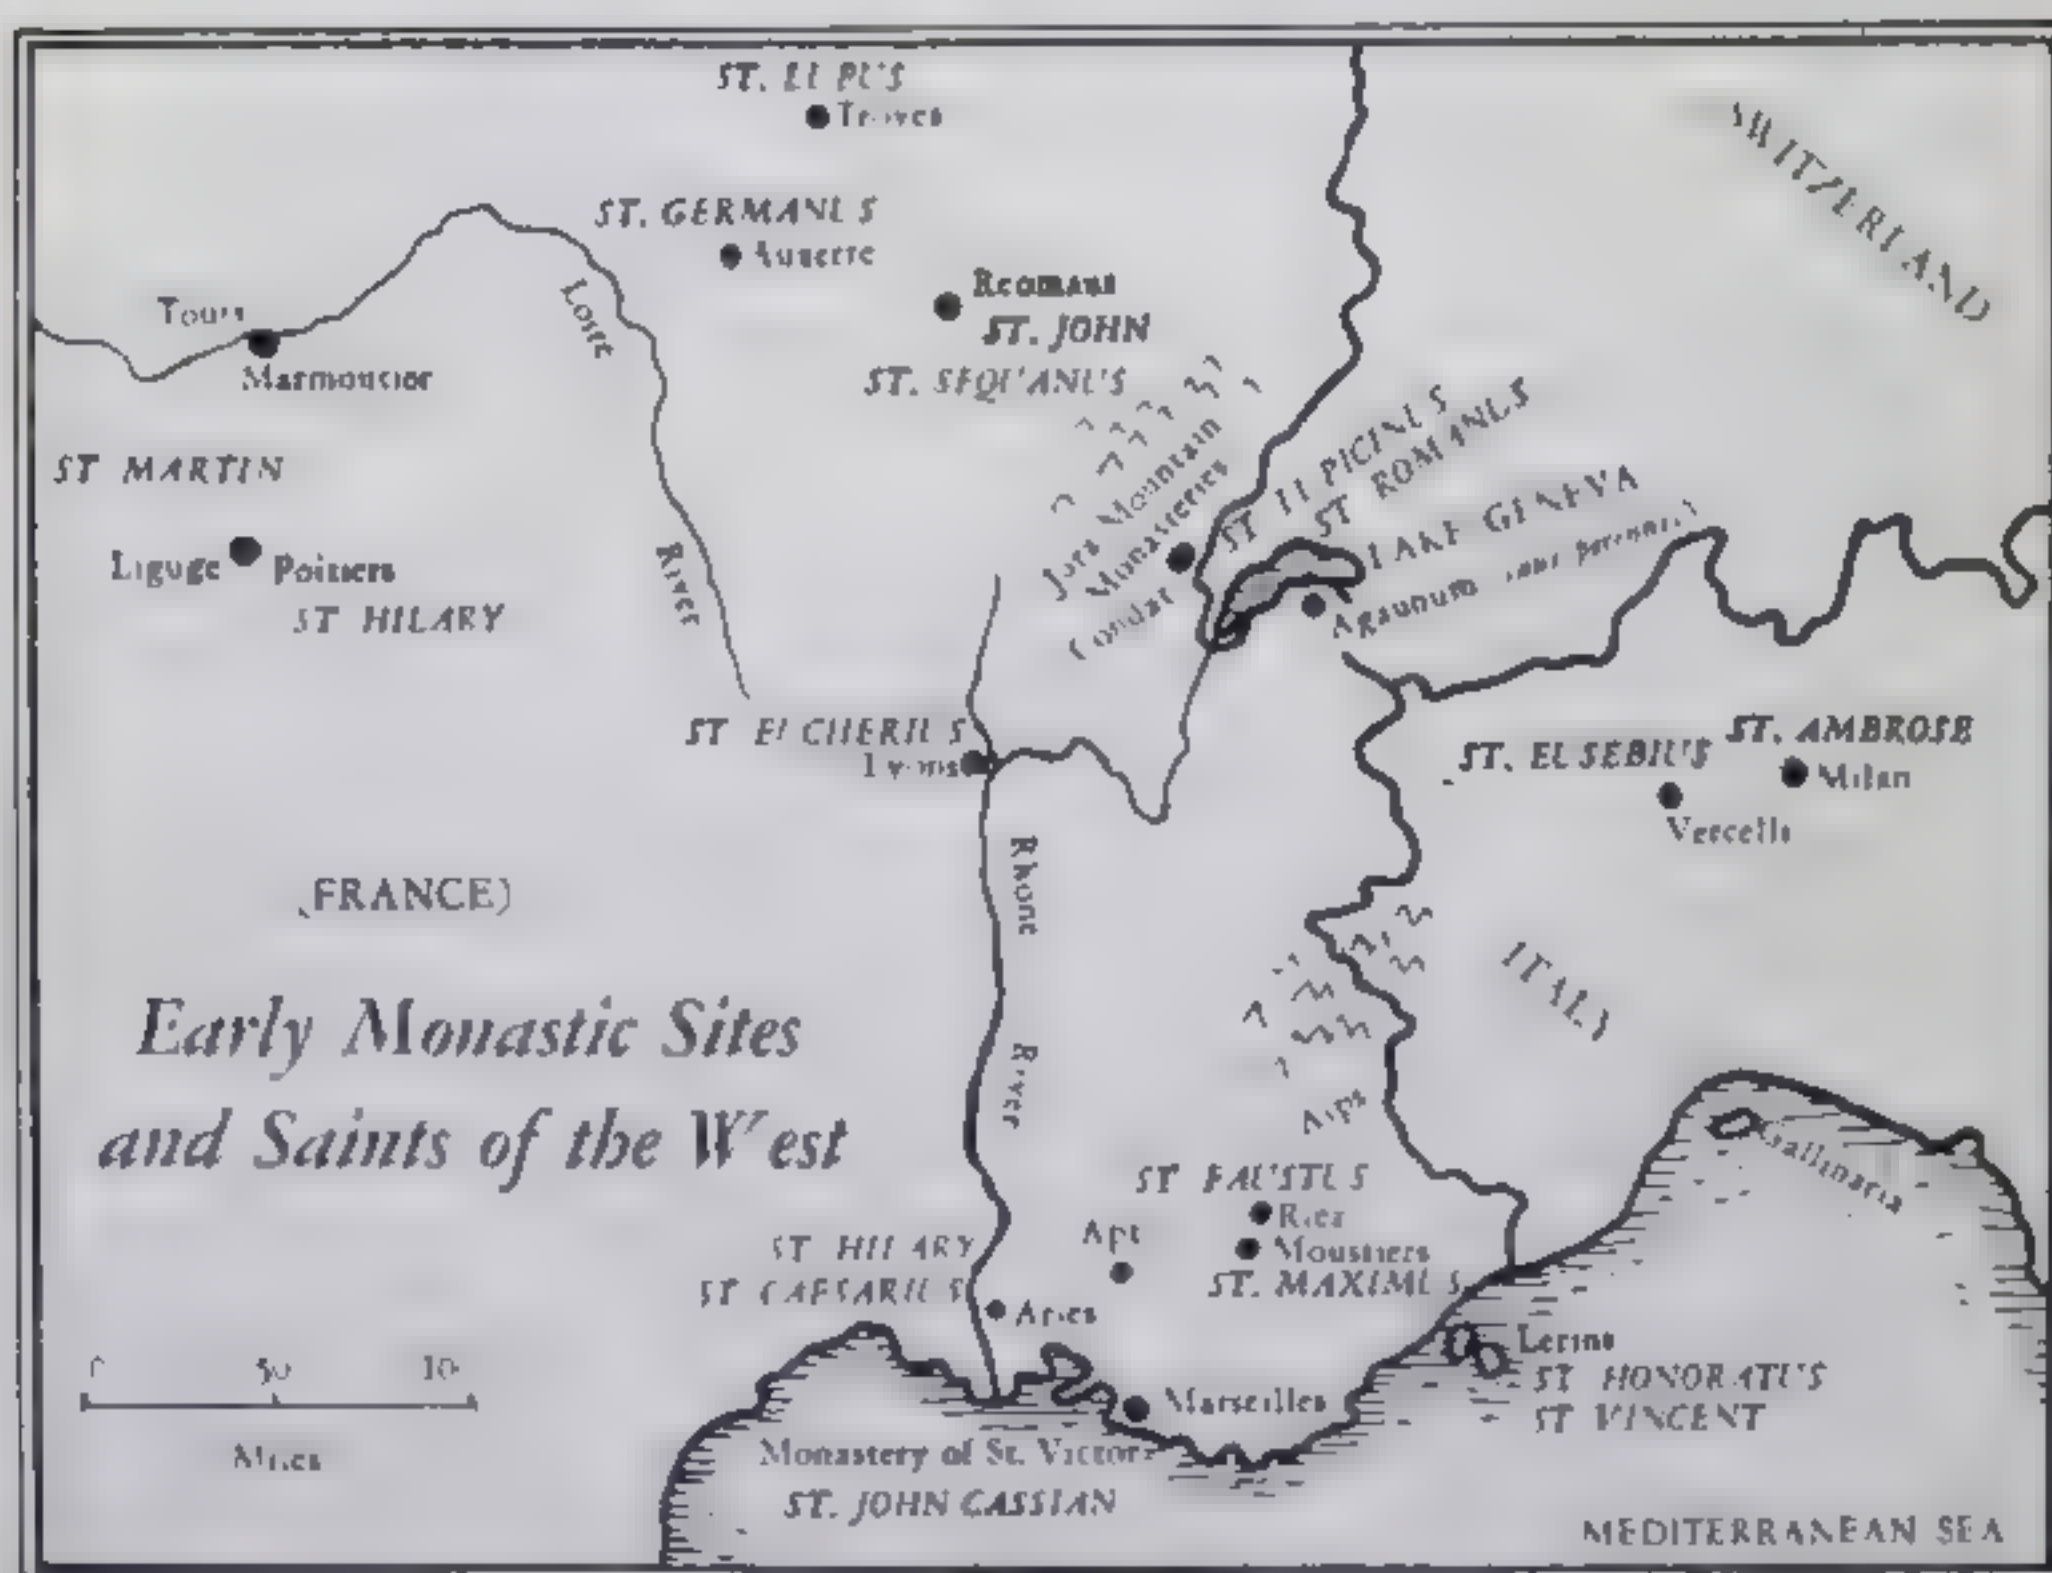 ST. LUPUS
Troyes
SWITZERLAND
ST. GERMANUS
Auxerre
Reomans
ST. JOHN
ST. SEQUANUS
Tours
Marmoutier
Loire
River
ST MARTIN
Liguge
Poitiers
ST HILARY
Jura Mountain
Monasteries
Condat
ST LUPICINUS
ST ROMANUS
LAKE GENEVA
Agaunum
ST EUCHERIUS
Lyons
ST. EUSEBIUS
Vercelli
ST. AMBROSE
Milan
(FRANCE)
Rhone
River
ITALY
Alps
Early Monastic Sites
and Saints of the West
Gallinaria
ST FAUSTUS
Riez
Moustiers
ST. MAXIMUS
Apt
ST HILARY
ST CAESARIUS
Arles
Lerins
ST HONORATUS
ST VINCENT
0 50
Miles
Marseilles
Monastery of St. Victor
ST. JOHN CASSIAN
MEDITERRANEAN SEA